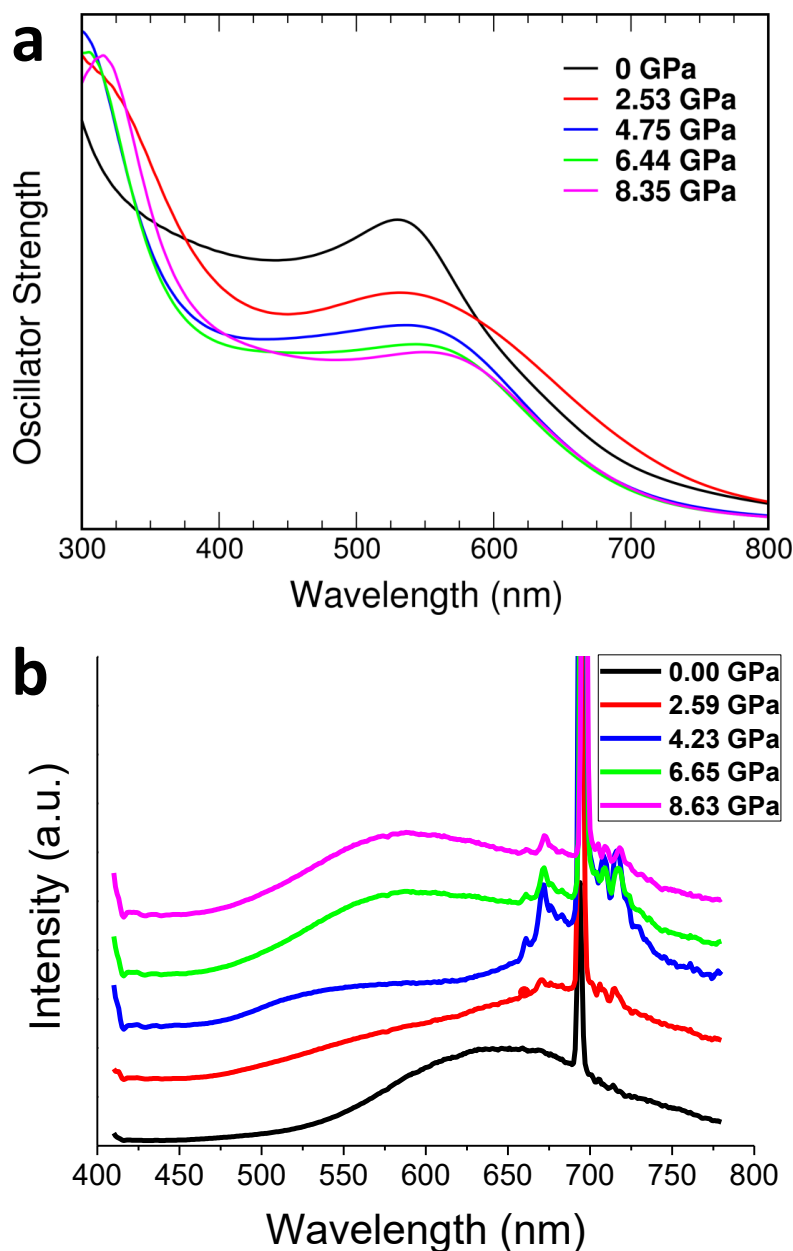 a
0 GPa
2.53 GPa
4.75 GPa
6.44 GPa
8.35 GPa
Oscillator Strength
300 400 500 600 700 800
Wavelength (nm)
b
0.00 GPa
2.59 GPa
4.23 GPa
6.65 GPa
8.63 GPa
Intensity (a.u.)
400 450 500 550 600 650 700 750 800
Wavelength (nm)